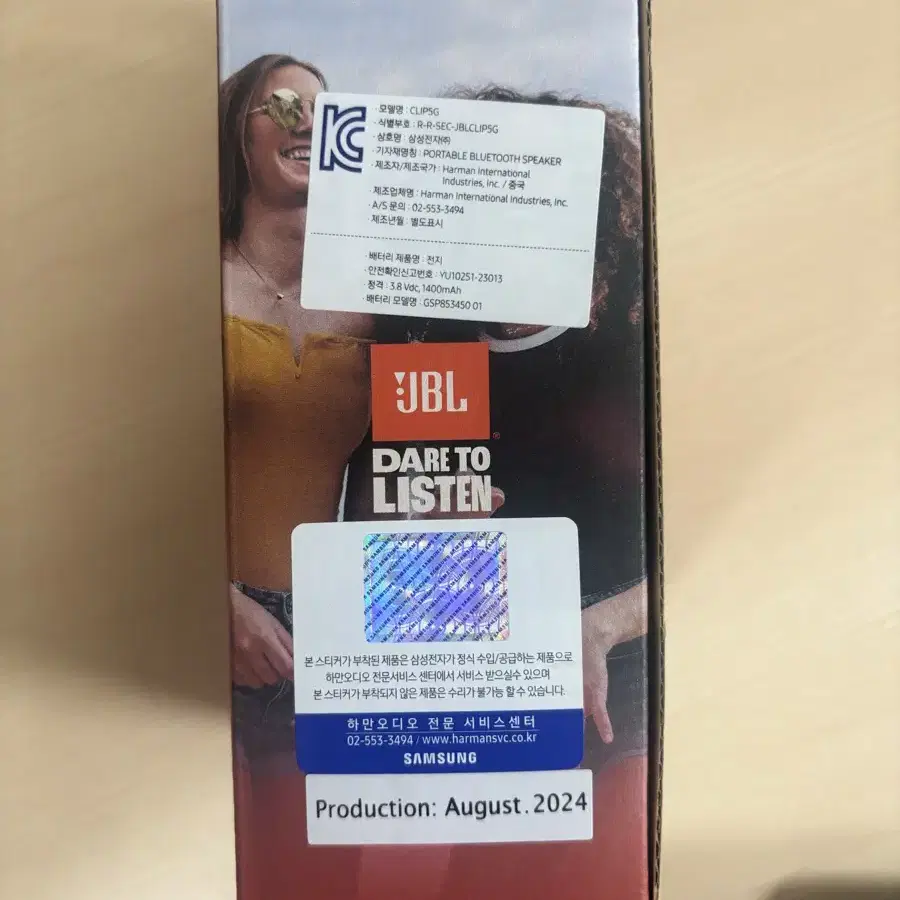 · 모델명 : CLIP5G
· 식별부호 : R-R-SEC-JBLCLIP5G
· 상호명 : 삼성전자㈜
· 기자재명칭 : PORTABLE BLUETOOTH SPEAKER
· 제조자/제조국가 : Harman International
Industries, Inc. / 중국
· 제조업체명 : Harman International Industries, Inc.
· A/S 문의 : 02-553-3494
· 제조년월 : 별도표시
· 배터리 제품명 : 전지
· 안전확인신고번호 : YU10251-23013
· 정격 : 3.8 Vdc, 1400mAh
· 배터리 모델명 : GSP853450 01
JBL
DARE TO
LISTEN
본 스티커가 부착된 제품은 삼성전자가 정식 수입/공급하는 제품으로
하만오디오 전문서비스 센터에서 서비스 받으실수 있으며
본 스티커가 부착되지 않은 제품은 수리가 불가능 할 수 있습니다.
하만오디오 전문 서비스센터
02-553-3494 / www.harmansvc.co.kr
SAMSUNG
Production: August.2024